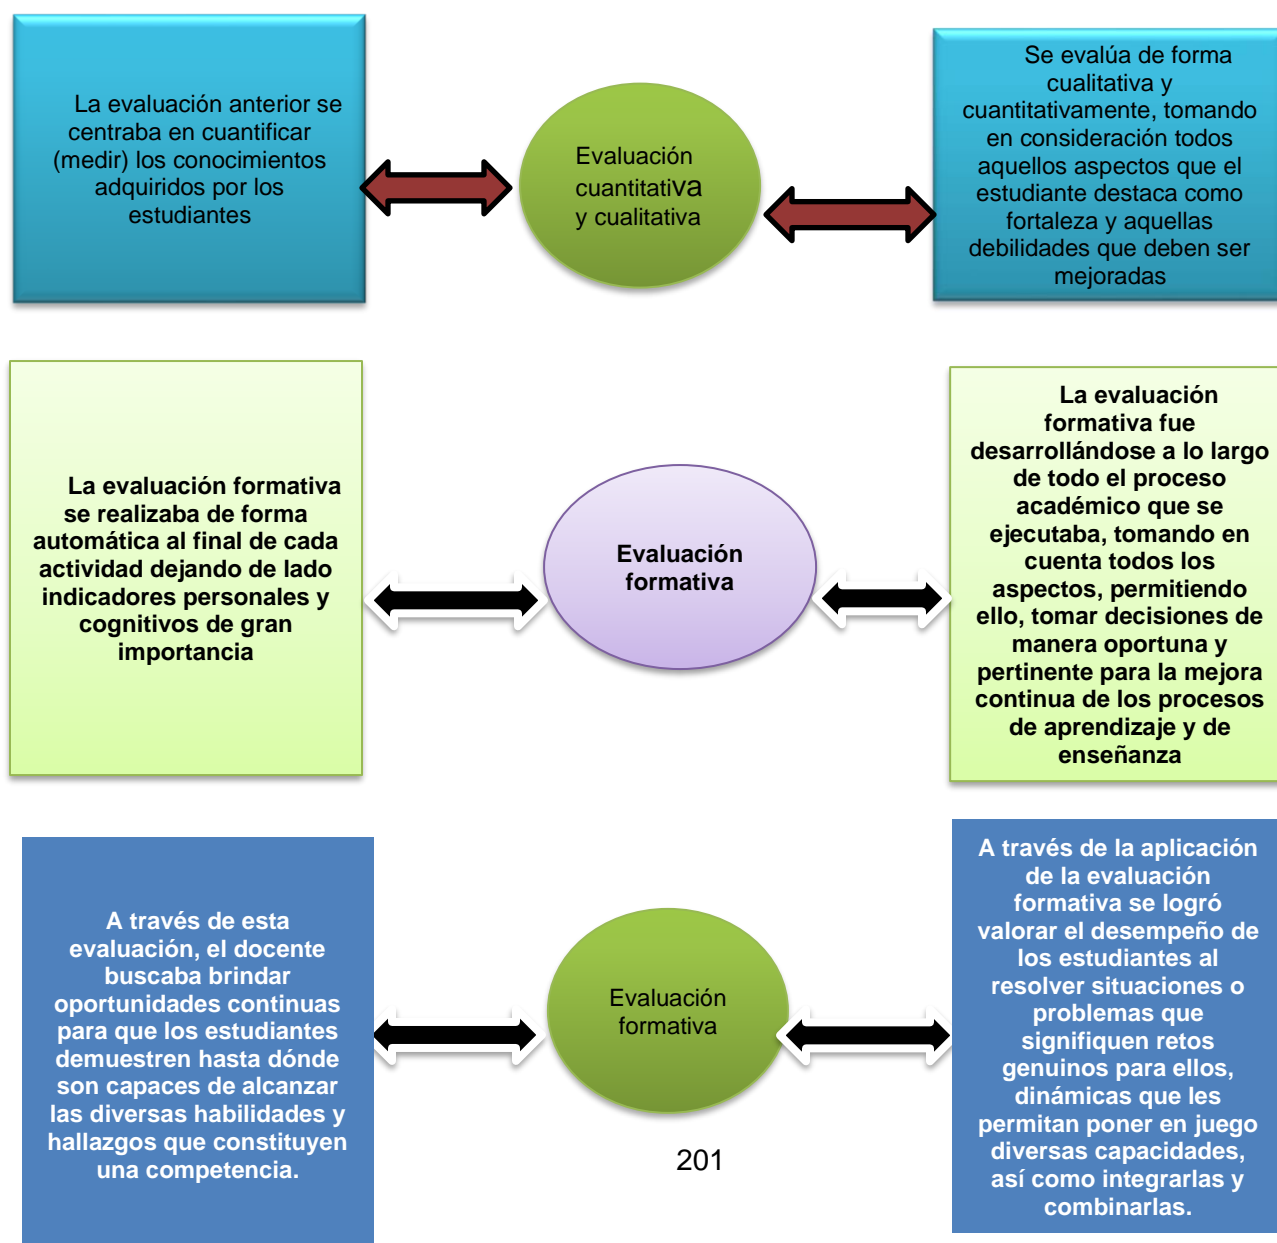 La evaluación anterior se
centraba en cuantificar
(medir) los conocimientos
adquiridos por los
estudiantes
Evaluación
cuantitativa
y cualitativa
Se evalúa de forma
cualitativa y
cuantitativamente, tomando
en consideración todos
aquellos aspectos que el
estudiante destaca como
fortaleza y aquellas
debilidades que deben ser
mejoradas
La evaluación formativa
se realizaba de forma
automática al final de cada
actividad dejando de lado
indicadores personales y
cognitivos de gran
importancia
Evaluación
formativa
La evaluación
formativa fue
desarrollándose a lo largo
de todo el proceso
académico que se
ejecutaba, tomando en
cuenta todos los
aspectos, permitiendo
ello, tomar decisiones de
manera oportuna y
pertinente para la mejora
continua de los procesos
de aprendizaje y de
enseñanza
A través de esta
evaluación, el docente
buscaba brindar
oportunidades continuas
para que los estudiantes
demuestren hasta dónde
son capaces de alcanzar
las diversas habilidades y
hallazgos que constituyen
una competencia.
Evaluación
formativa
A través de la aplicación
de la evaluación
formativa se logró
valorar el desempeño de
los estudiantes al
resolver situaciones o
problemas que
signifiquen retos
genuinos para ellos,
dinámicas que les
permitan poner en juego
diversas capacidades,
así como integrarlas y
combinarlas.
201